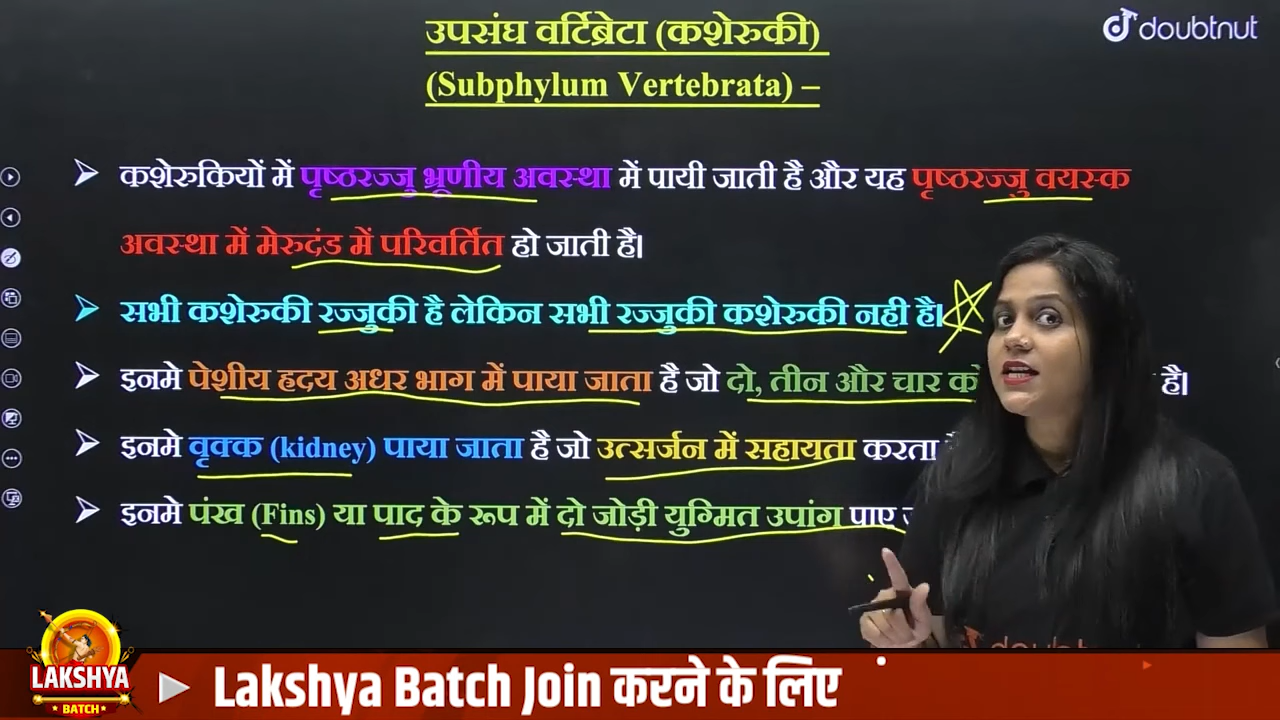 उपसंघ वर्टिब्रेटा (कशेरुकी)
doubtnut
(Subphylum Vertebrata) –
कशेरुकियों में पृष्ठरज्जु भ्रूणीय अवस्था में पायी जाती है और यह पृष्ठरज्जु वयस्क
अवस्था में मेरुदंड में परिवर्तित हो जाती है।
सभी कशेरुकी रज्जुकी है लेकिन सभी रज्जुकी कशेरुकी नही है।
इनमे पेशीय ह्रदय अधर भाग में पाया जाता है जो दो, तीन और चार है।
इनमे वृक्क (kidney) पाया जाता है जो उत्सर्जन में सहायता करता
इनमे पंख (Fins) या पाद के रूप में दो जोड़ी युग्मित उपांग पाए
doubtnut
LAKSHYA
BATCH
Lakshya Batch Join करने के लिए